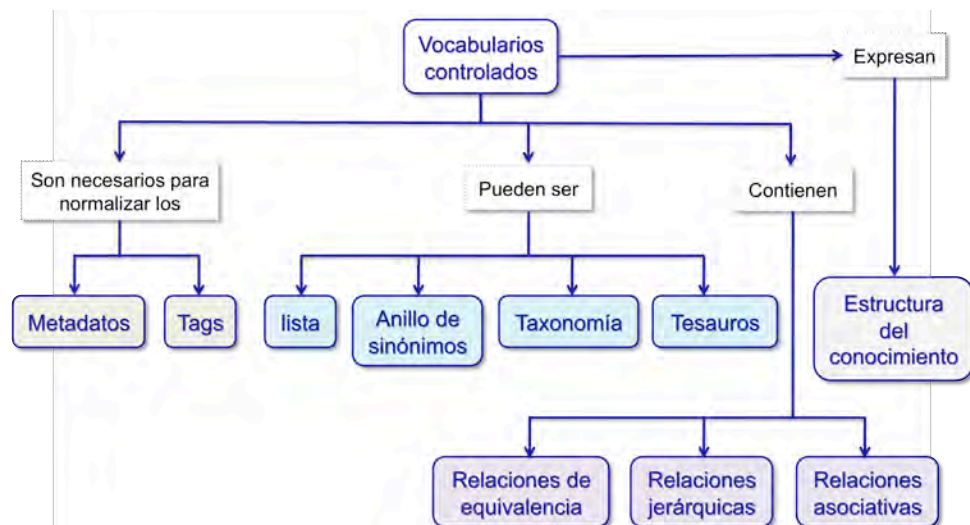 Vocabularios
controlados
Expresan
Son necesarios para
normalizar los
Pueden ser
Contienen
Metadatos
Tags
lista
Anillo de
sinónimos
Taxonomía
Tesauros
Estructura
del
conocimiento
Relaciones de
equivalencia
Relaciones
jerárquicas
Relaciones
asociativas